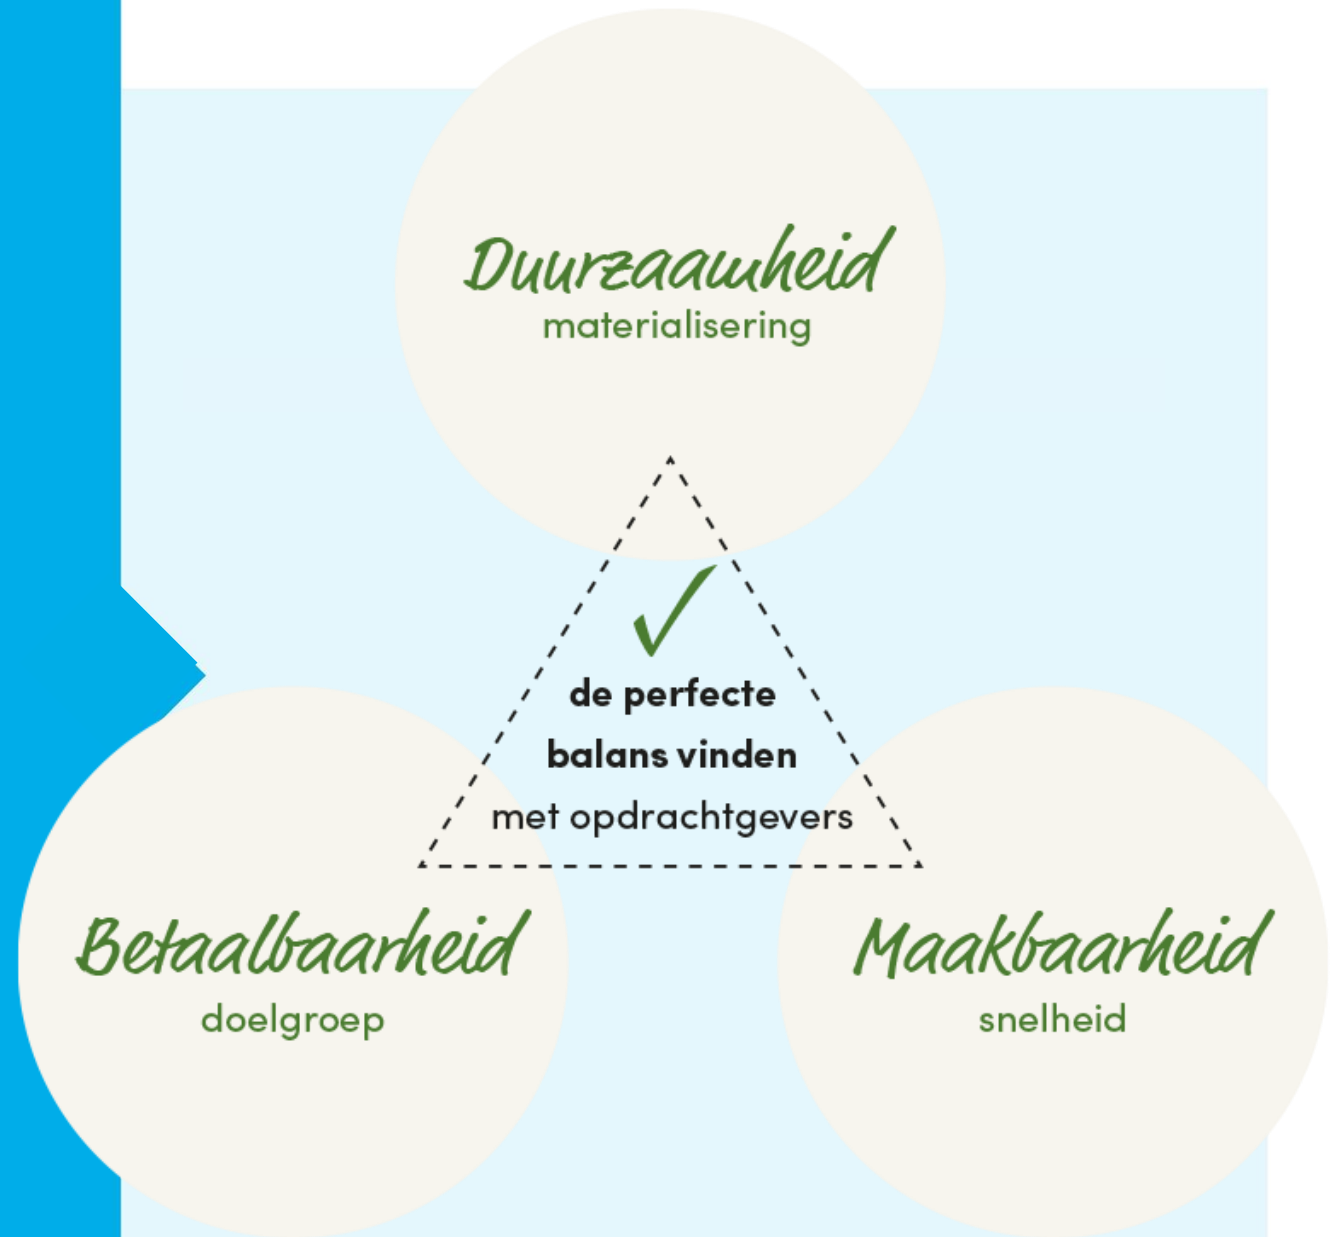 Duurzaamheid
materialisering
✓
de perfecte
balans vinden
met opdrachtgevers
Betaalbaarheid
doelgroep
Maakbaarheid
snelheid